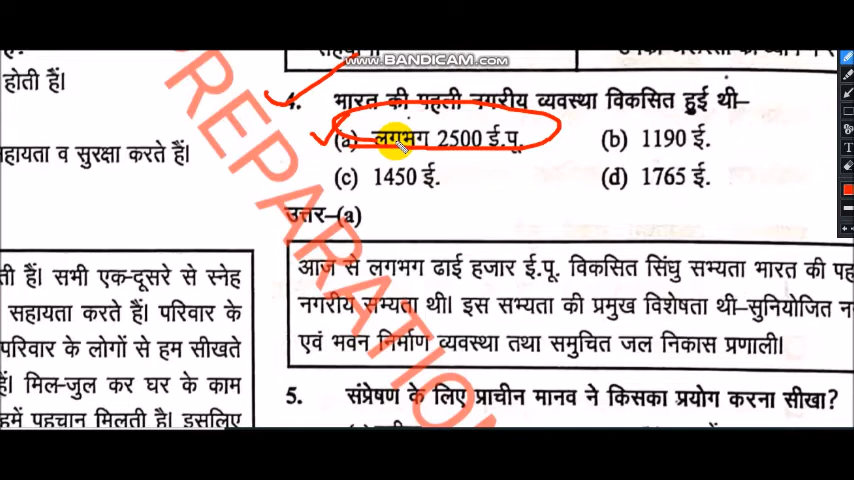 www.BANDICAM.com
होती हैं।
4. भारत की पहली नगरीय व्यवस्था विकसित हुई थी–
(a) लगभग 2500 ई.पू. (b) 1190 ई.
हायता व सुरक्षा करते हैं।
(c) 1450 ई. (d) 1765 ई.
उत्तर–(a)
PREPARATION
ती हैं। सभी एक-दूसरे से स्नेह
सहायता करते हैं। परिवार के
परिवार के लोगों से हम सीखते
हैं। मिल-जुल कर घर के काम
हमें पहचान मिलती है। इसलिए
आज से लगभग ढाई हजार ई.पू. विकसित सिंधु सभ्यता भारत की पह
नगरीय सभ्यता थी। इस सभ्यता की प्रमुख विशेषता थी–सुनियोजित न
एवं भवन निर्माण व्यवस्था तथा समुचित जल निकास प्रणाली।
5. संप्रेषण के लिए प्राचीन मानव ने किसका प्रयोग करना सीखा?